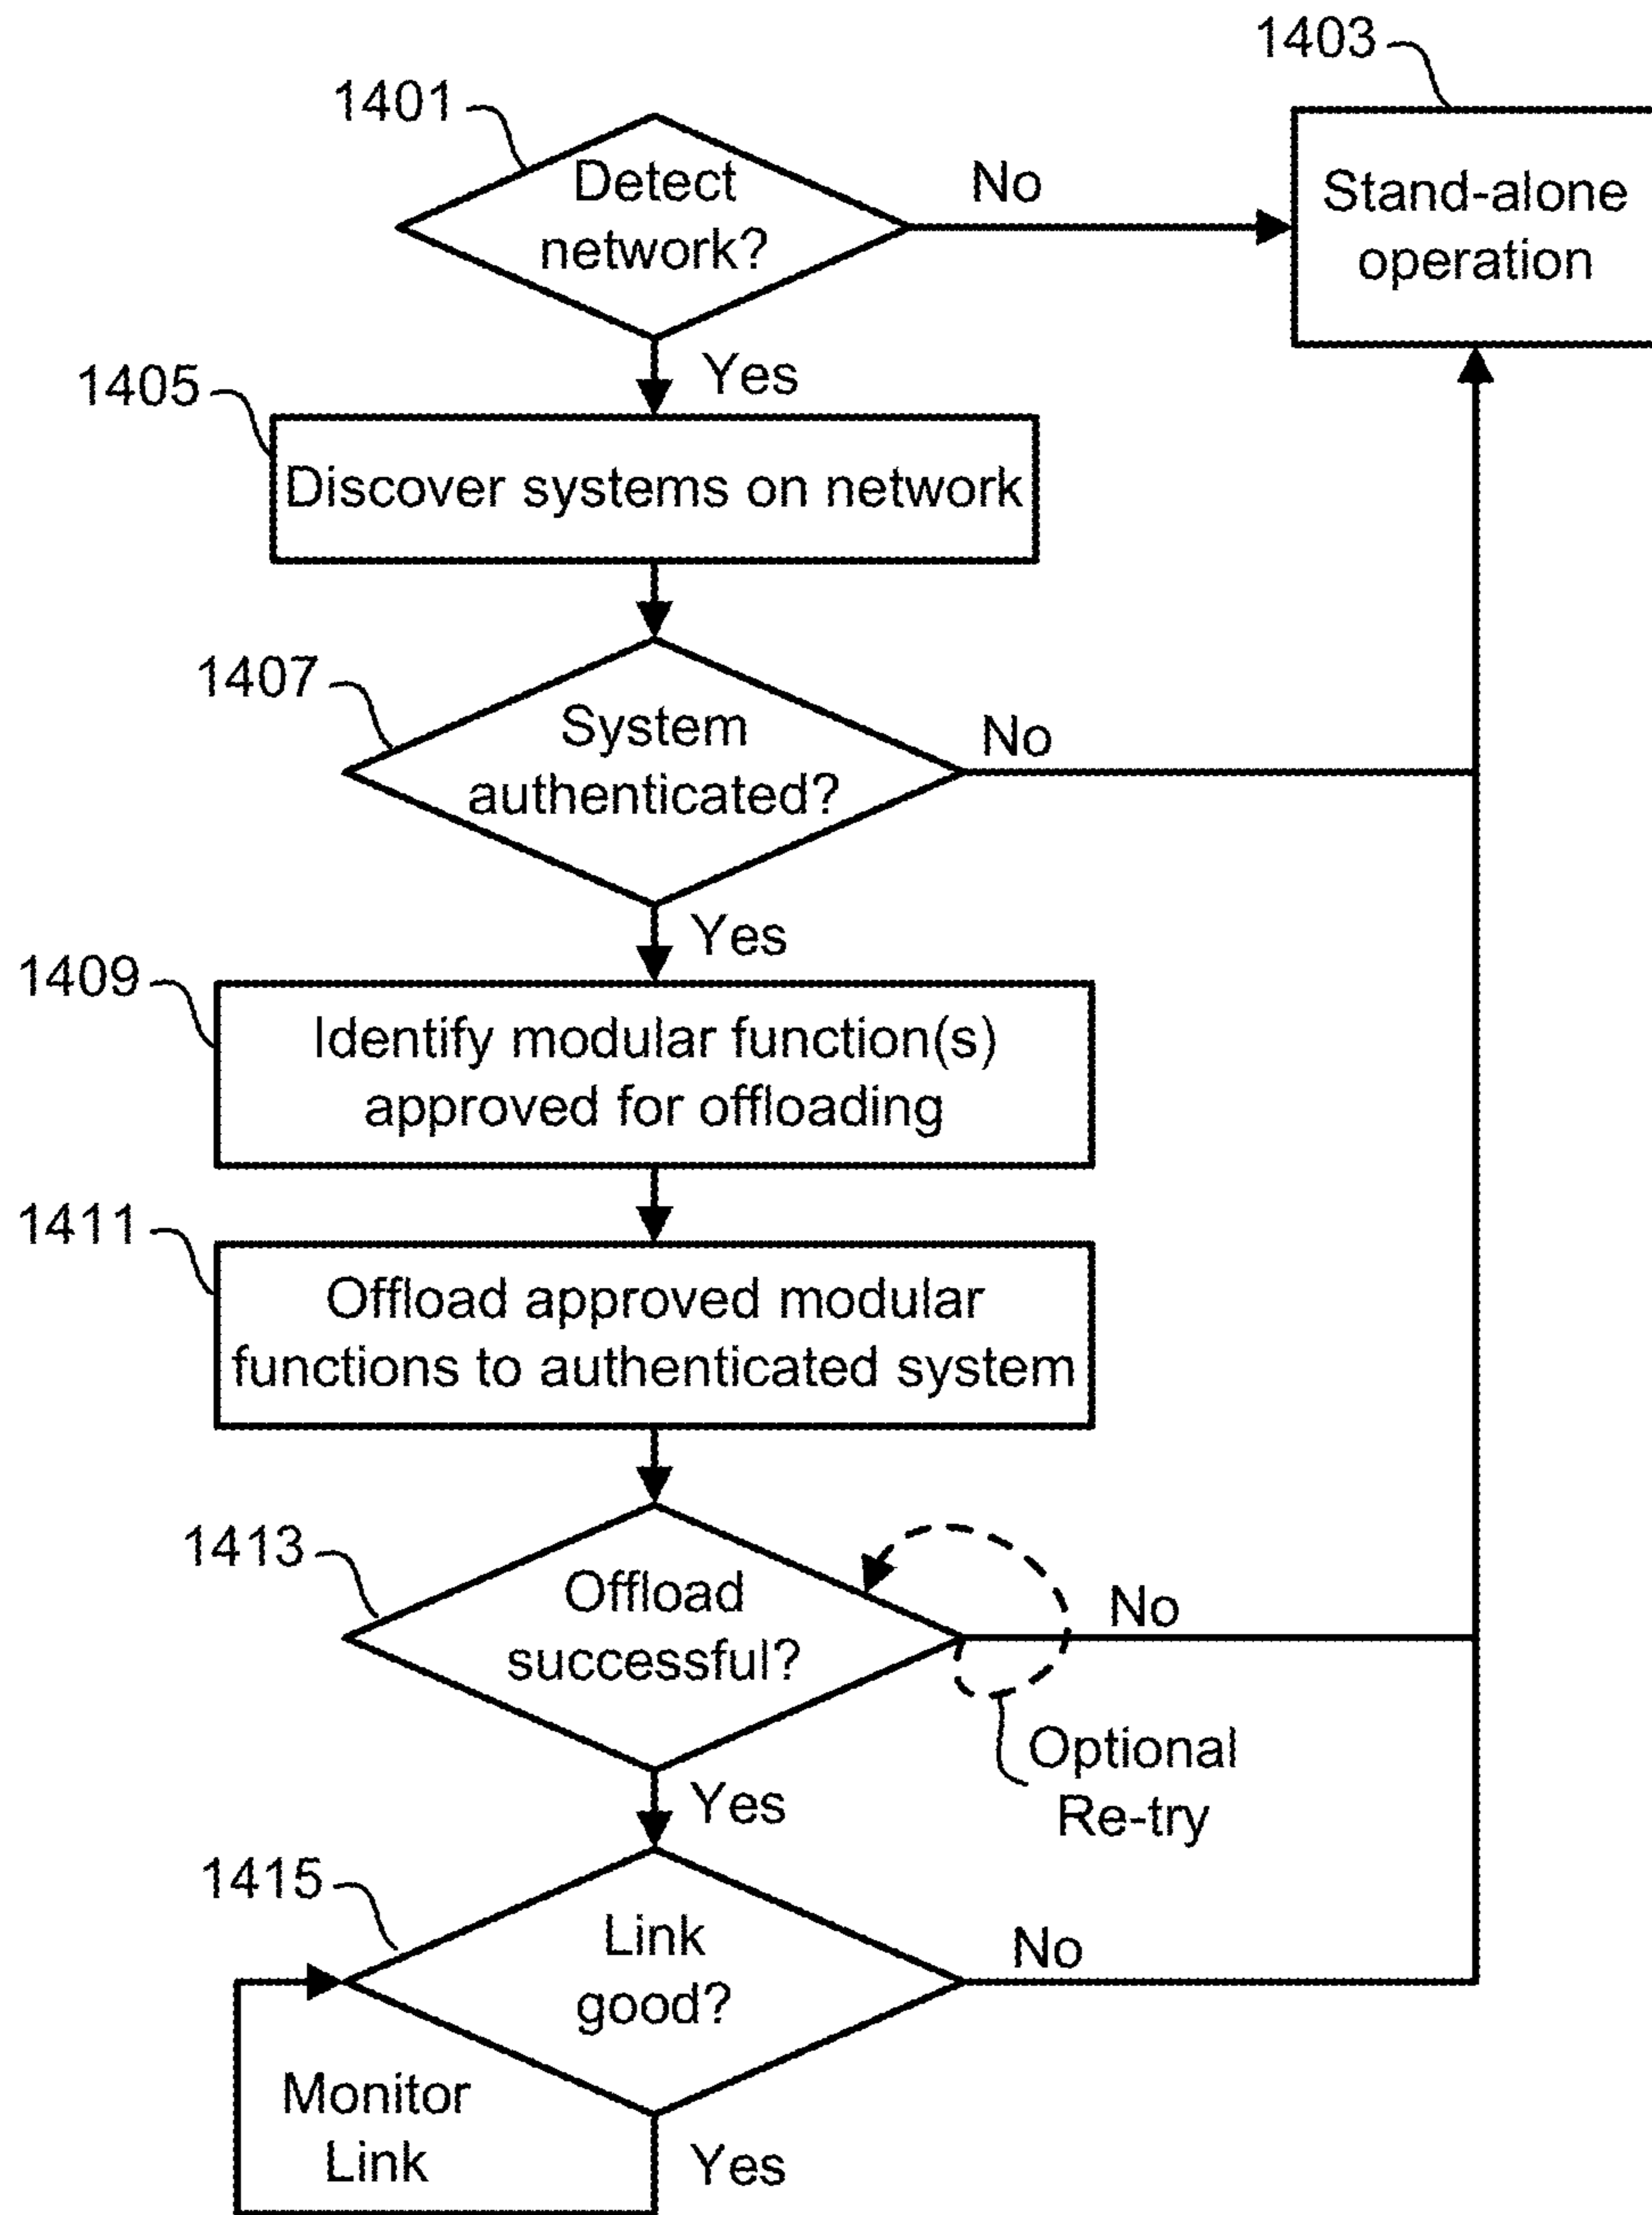 1403
1401
Detect
network?
No
Stand-alone
operation
Yes
1405
Discover systems on network
1407
System
authenticated?
No
Yes
1409
Identify modular function(s)
approved for offloading
1411
Offload approved modular
functions to authenticated system
1413
Offload
successful?
No
Optional
Re-try
Yes
1415
Link
good?
No
Monitor
Link
Yes